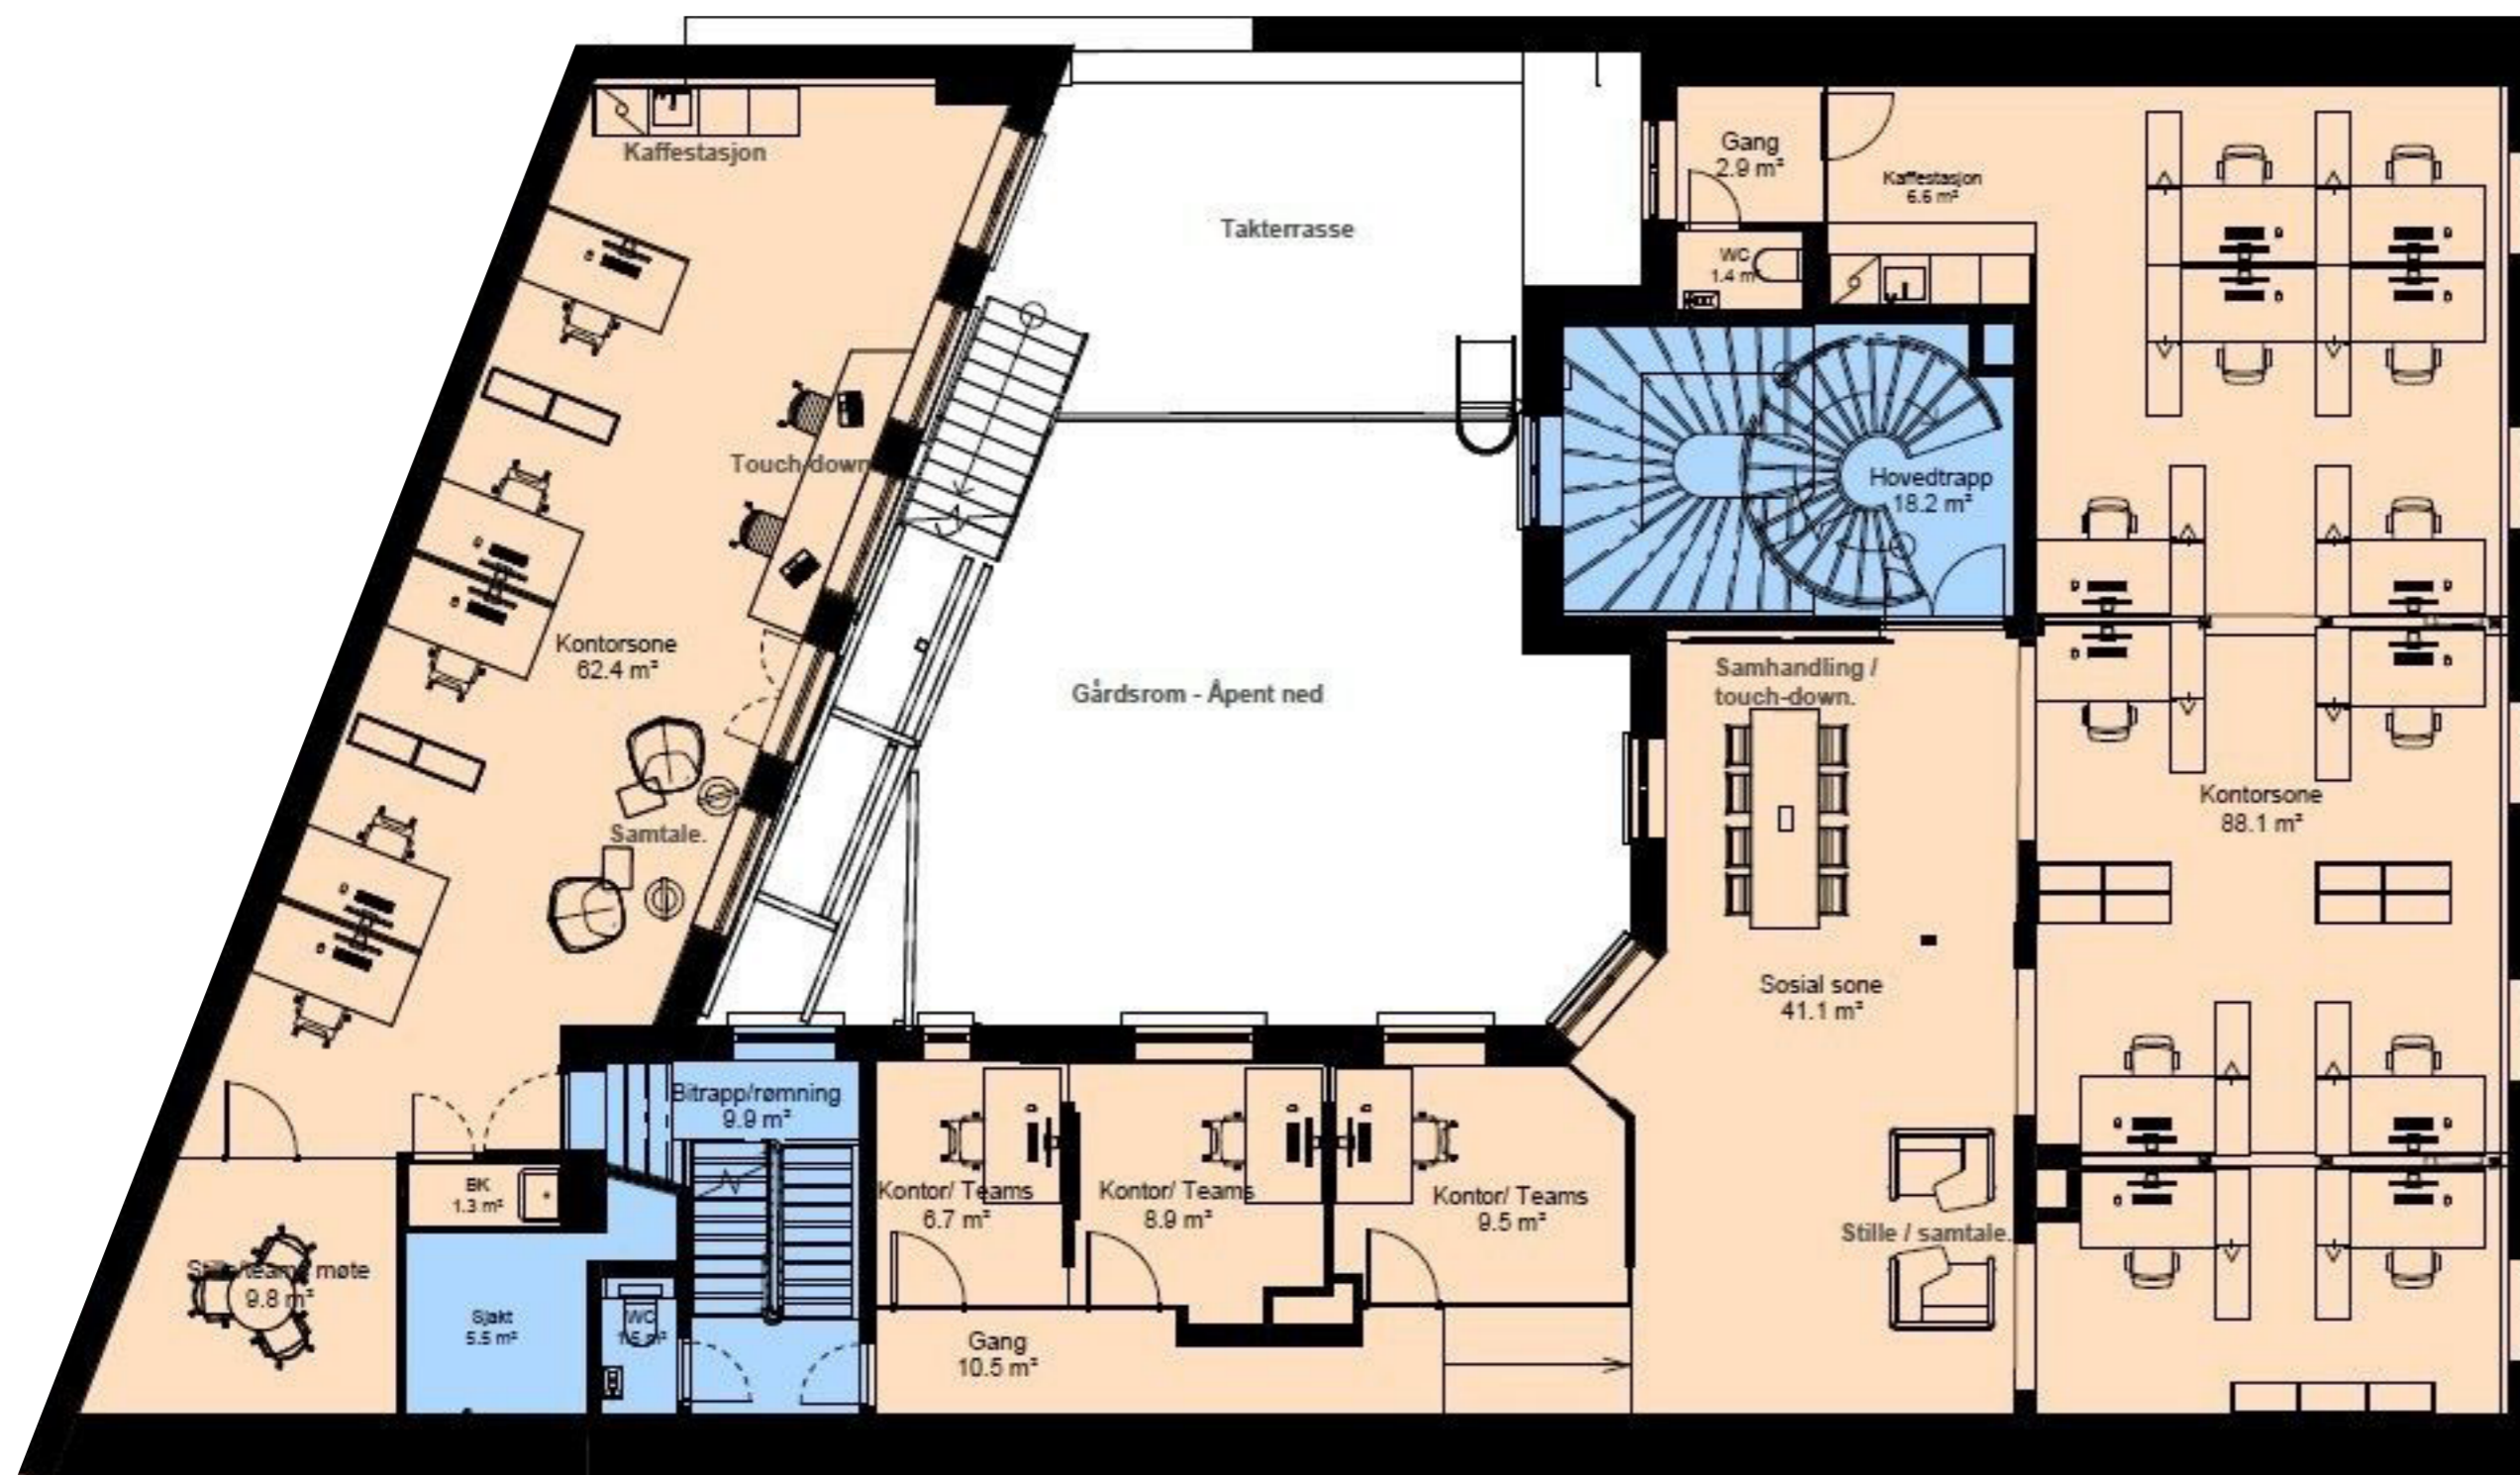 Kaffestasjon
Takterrasse
Gang
2.9 m²
Kaffestasjon
WC
1.4 m²
Touch-down
Hovedtrapp
18.2 m²
Kontorsone
62.4 m²
Gårdsrom - Åpent ned
Samhandling /
touch-down.
Kontorsone
88.1 m²
Samtale.
Sosial sone
41.1 m²
Bitrapp/rømning
9.9 m²
BK
1.3 m²
Kontor/ Teams
6.7 m²
Kontor/ Teams
8.9 m²
Kontor/ Teams
9.5 m²
Stille / samtale.
møte
9.8 m²
Sjakt
5.5 m²
WC
Gang
10.5 m²